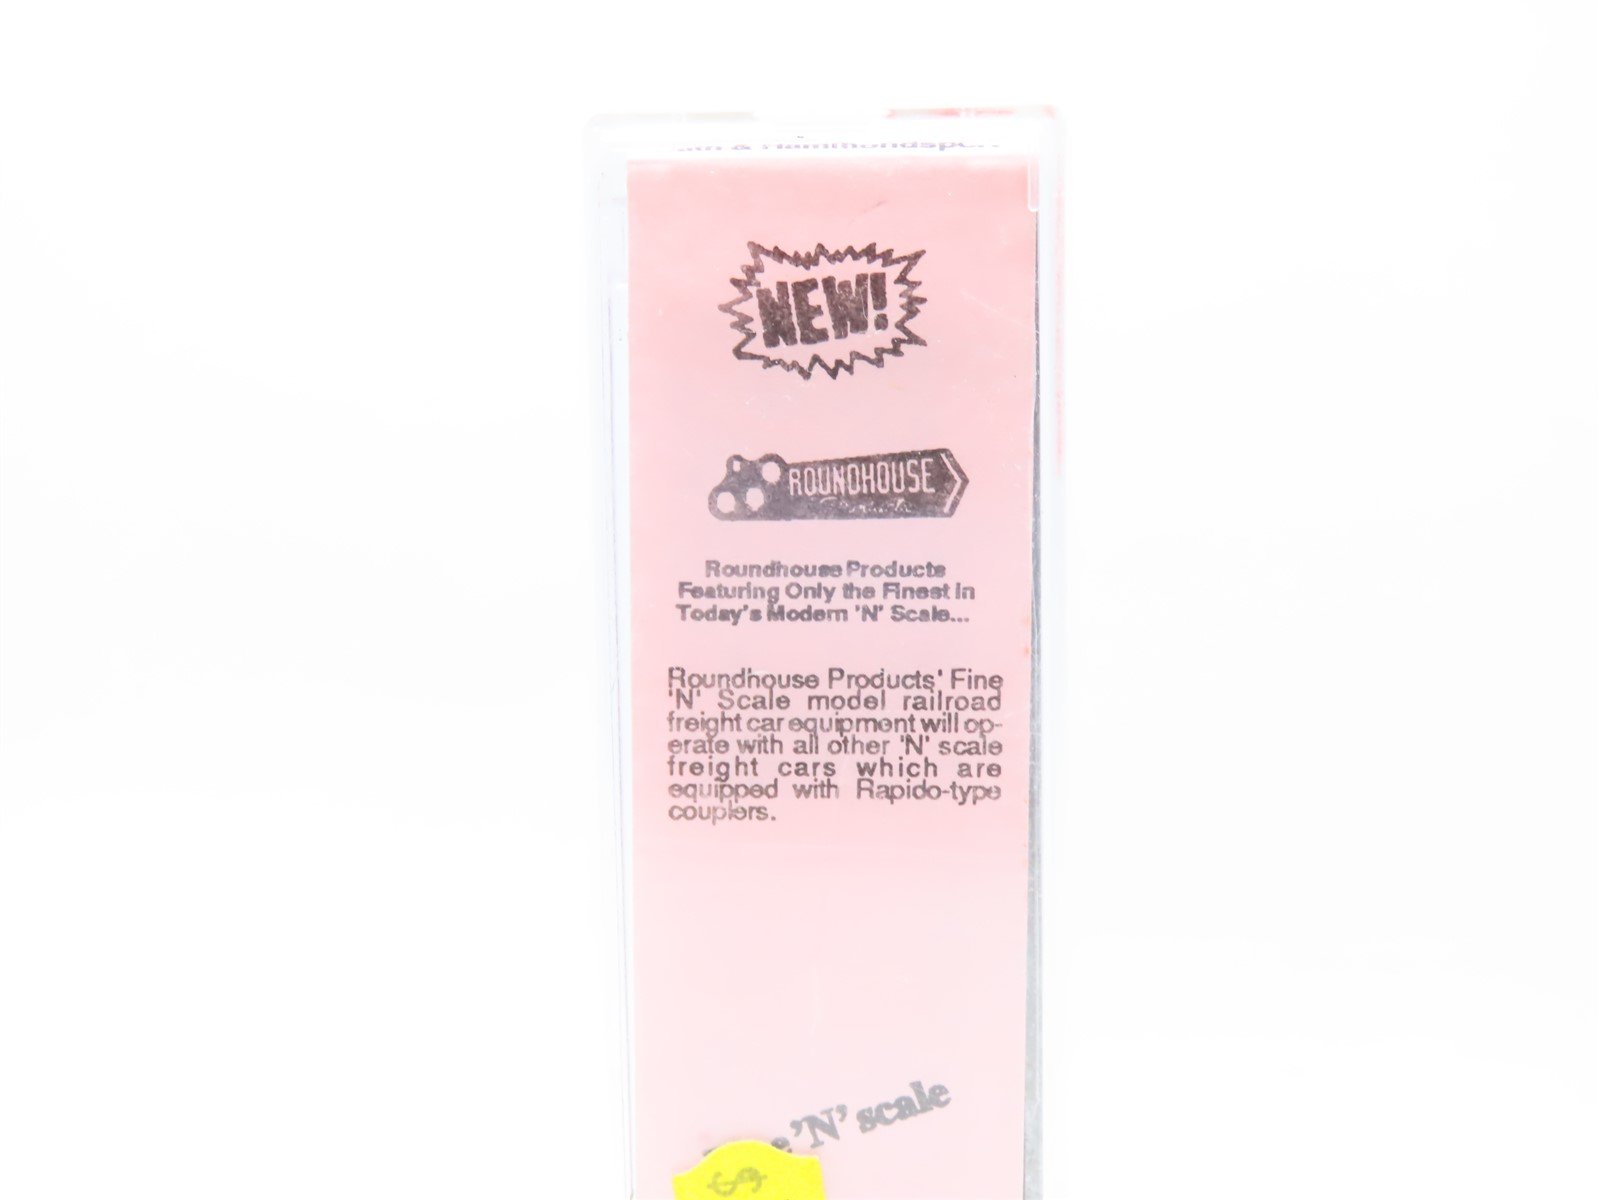 & Hammondsport
NEW!
ROUNDHOUSE
Products
Roundhouse Products
Featuring Only the Finest in
Today's Modern 'N' Scale...
Roundhouse Products' Fine
'N' Scale model railroad
freight car equipment will op-
erate with all other 'N' scale
freight cars which are
equipped with Rapido-type
couplers.
'N' scale
$